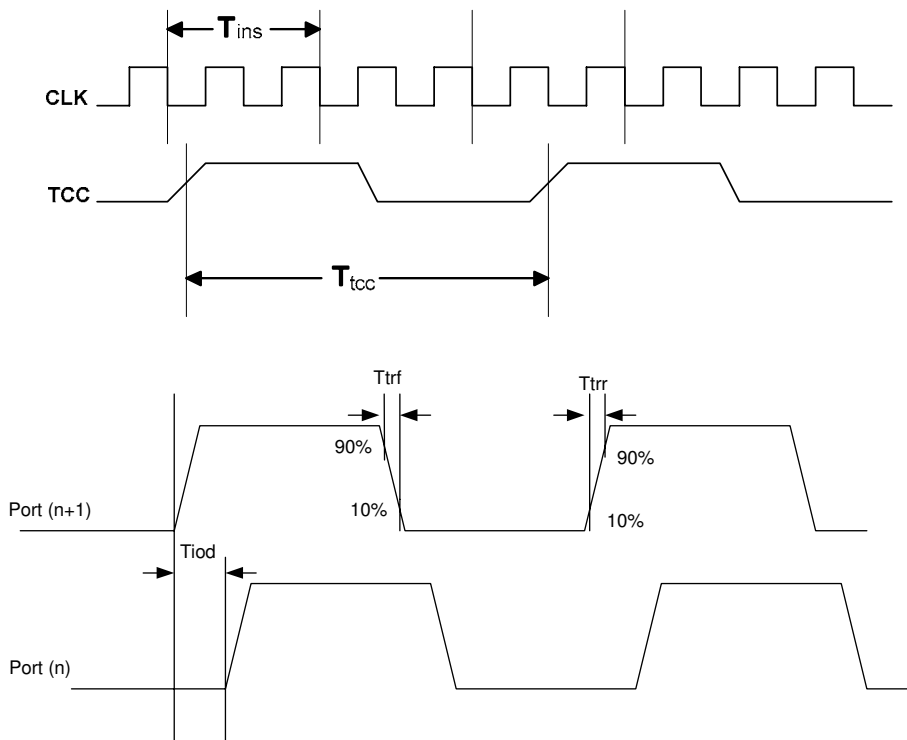 Tins
CLK
TCC
Ttcc
Ttrf
Ttrr
90%
90%
10%
10%
Port (n+1)
Tiod
Port (n)